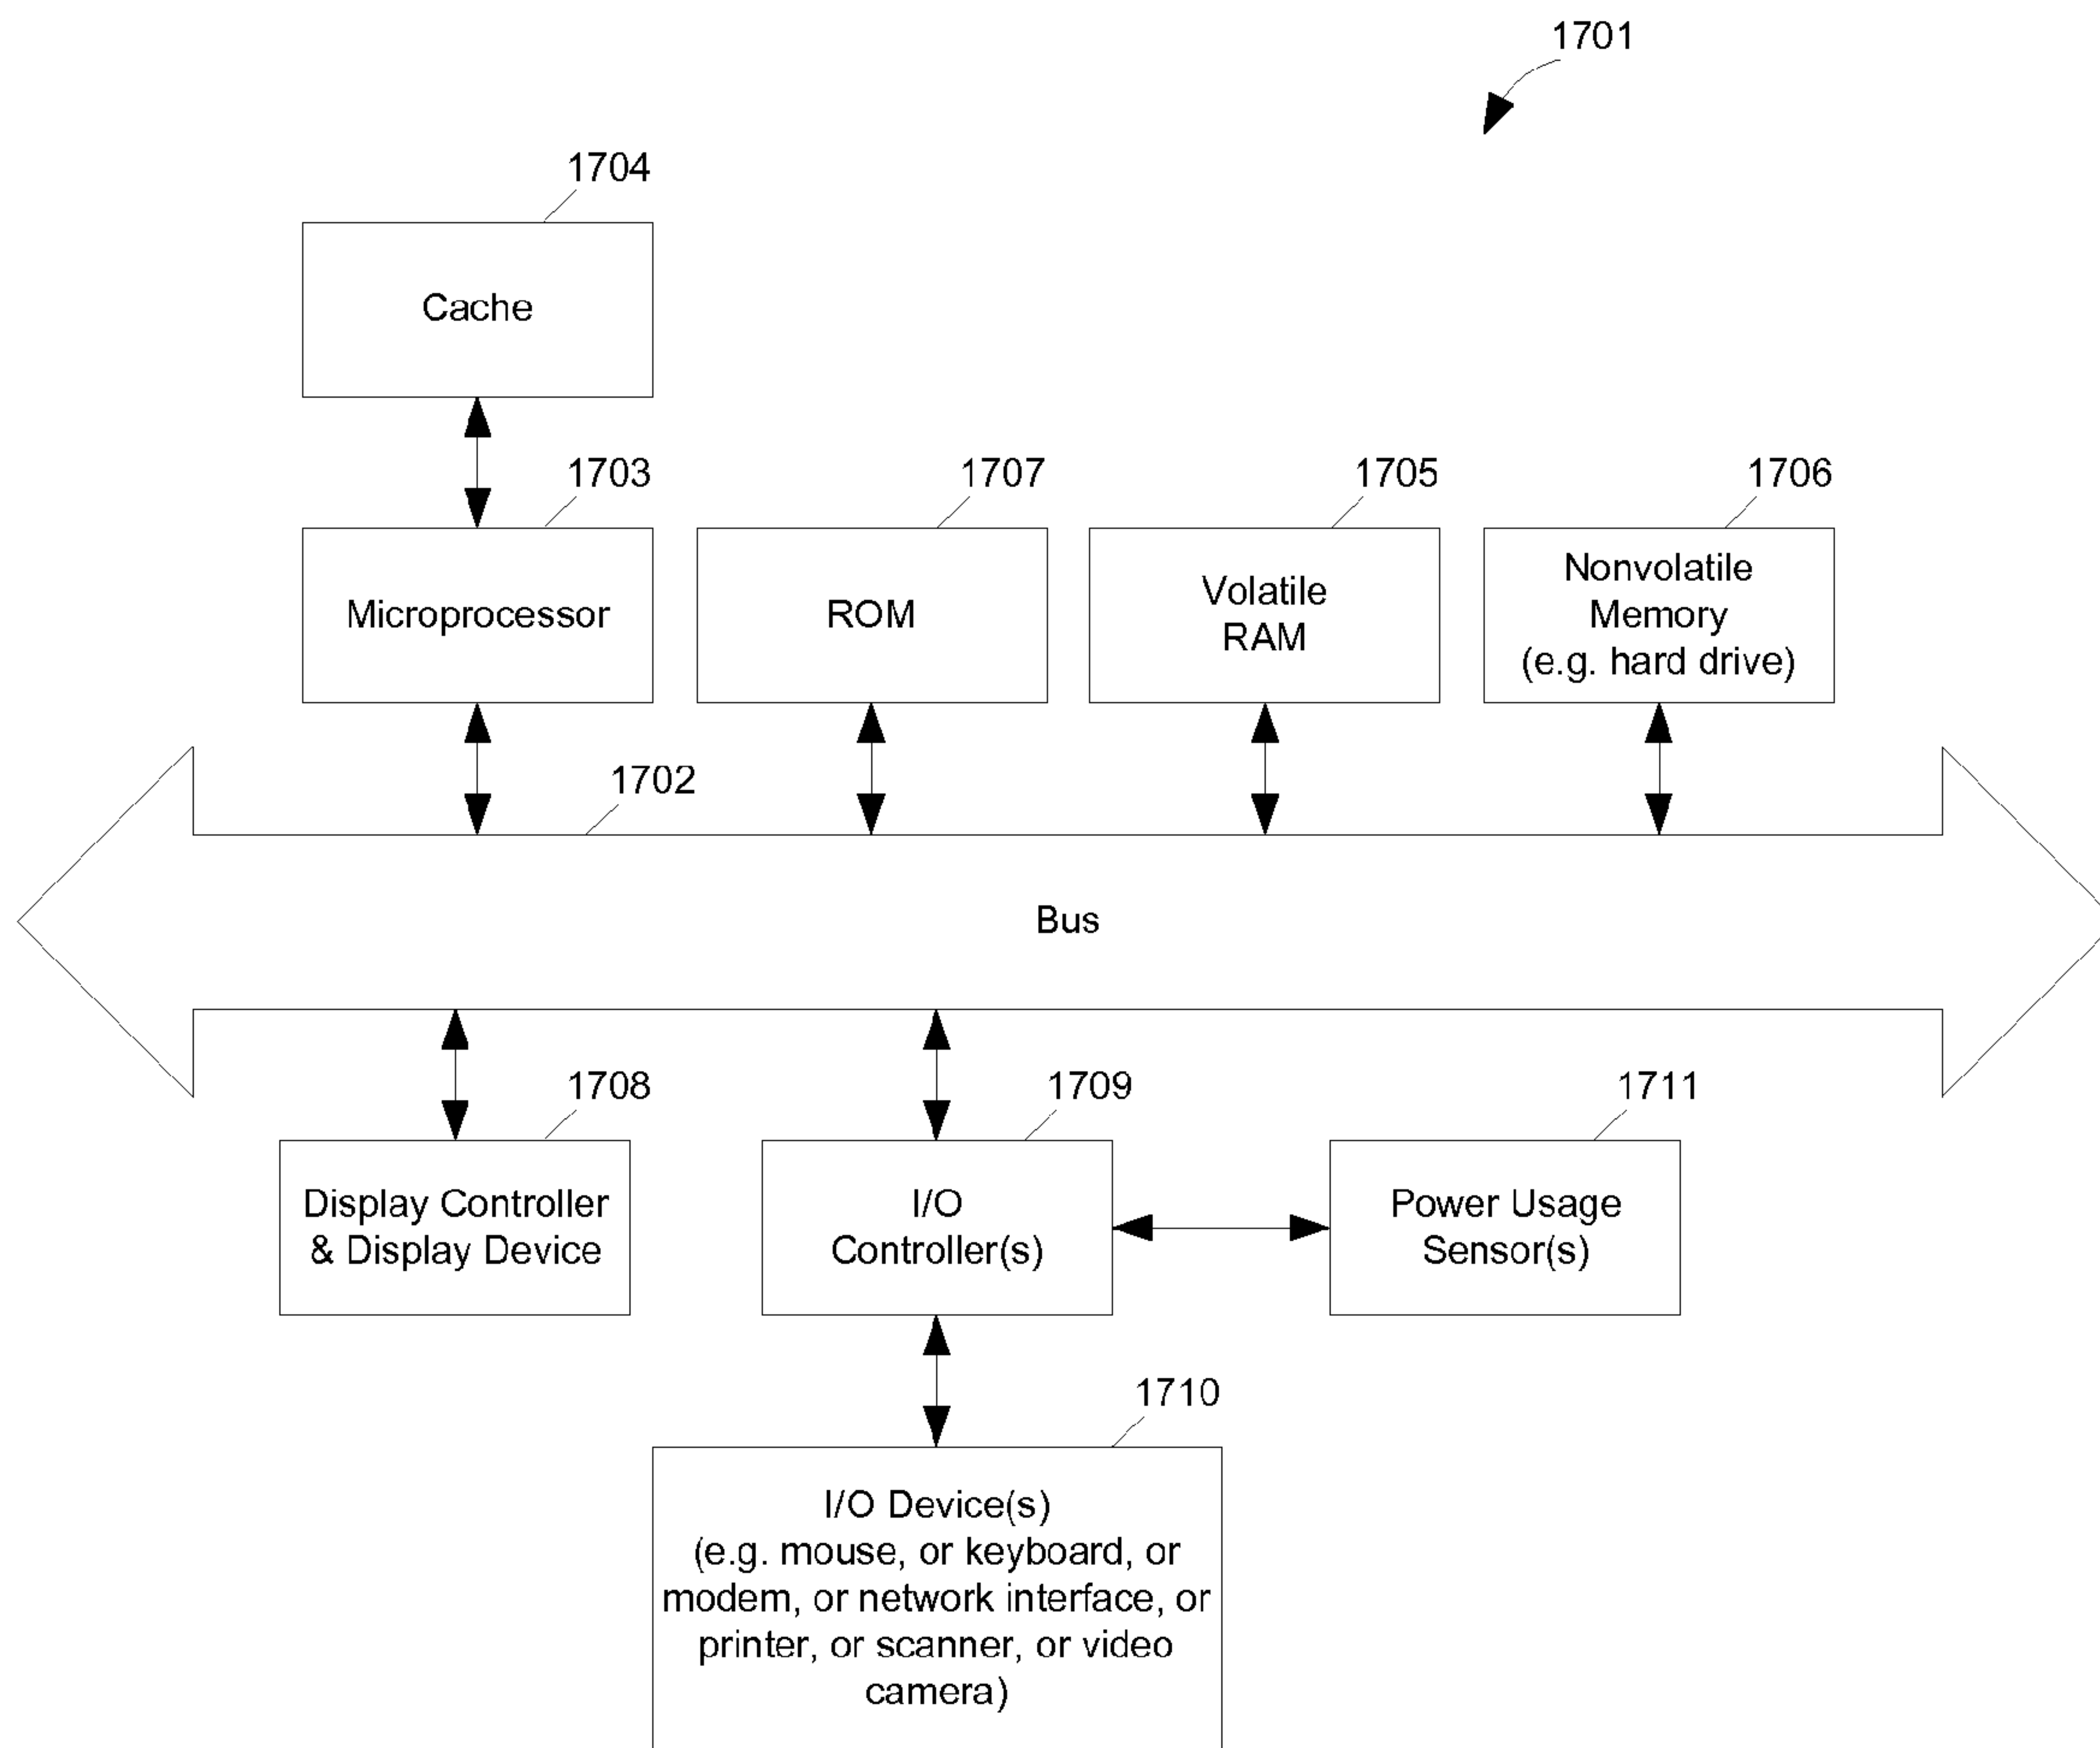 1701
1704
Cache
1703
1707
1705
1706
Microprocessor
ROM
Volatile
RAM
Nonvolatile
Memory
(e.g. hard drive)
1702
Bus
1708
1709
1711
Display Controller
& Display Device
I/O
Controller(s)
Power Usage
Sensor(s)
1710
I/O Device(s)
(e.g. mouse, or keyboard, or
modem, or network interface, or
printer, or scanner, or video
camera)